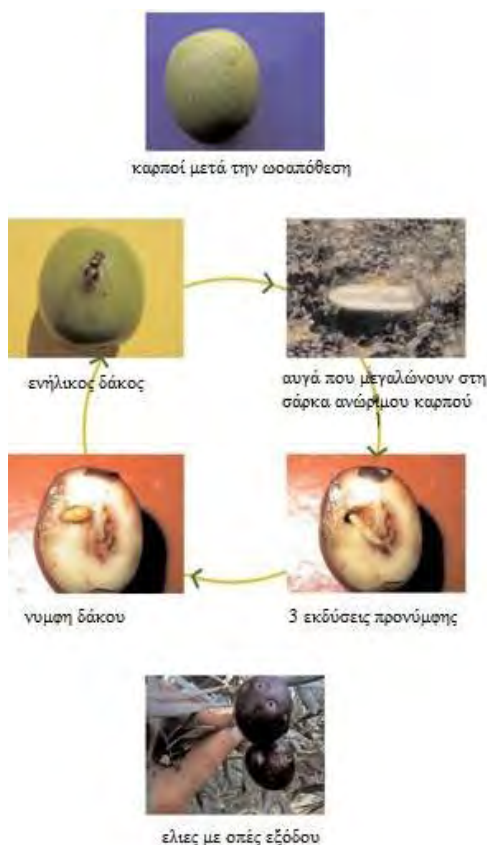 καρποί μετά την ωοαπόθεση
ενήλικος δάκος
αυγά που μεγαλώνουν στη
σάρκα ανώριμου καρπού
νυμφη δάκου
3 εκδύσεις προνύμφης
ελιες με οπές εξόδου